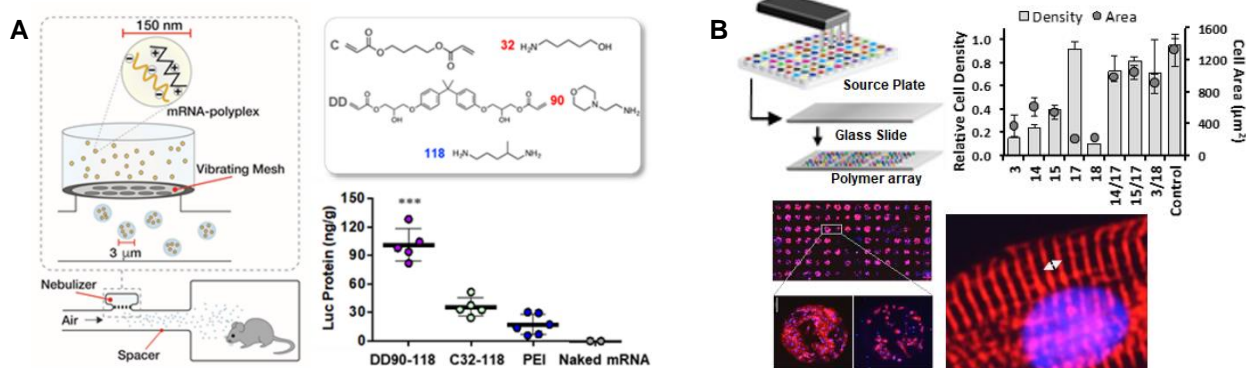 A
150 nm
mRNA-polyplex
Vibrating Mesh
3 μm
Nebulizer
Air
Spacer
C
32
DD
90
118
Luc Protein (ng/g)
150
120
90
60
30
0
***
DD90-118
C32-118
PEI
Naked mRNA
B
Source Plate
Glass Slide
Polymer array
Density
Area
Relative Cell Density
1.0
0.8
0.6
0.4
0.2
0.0
1600
1200
800
400
0
Cell Area (μm²)
3
14
15
17
18
14/17
15/17
3/18
Control